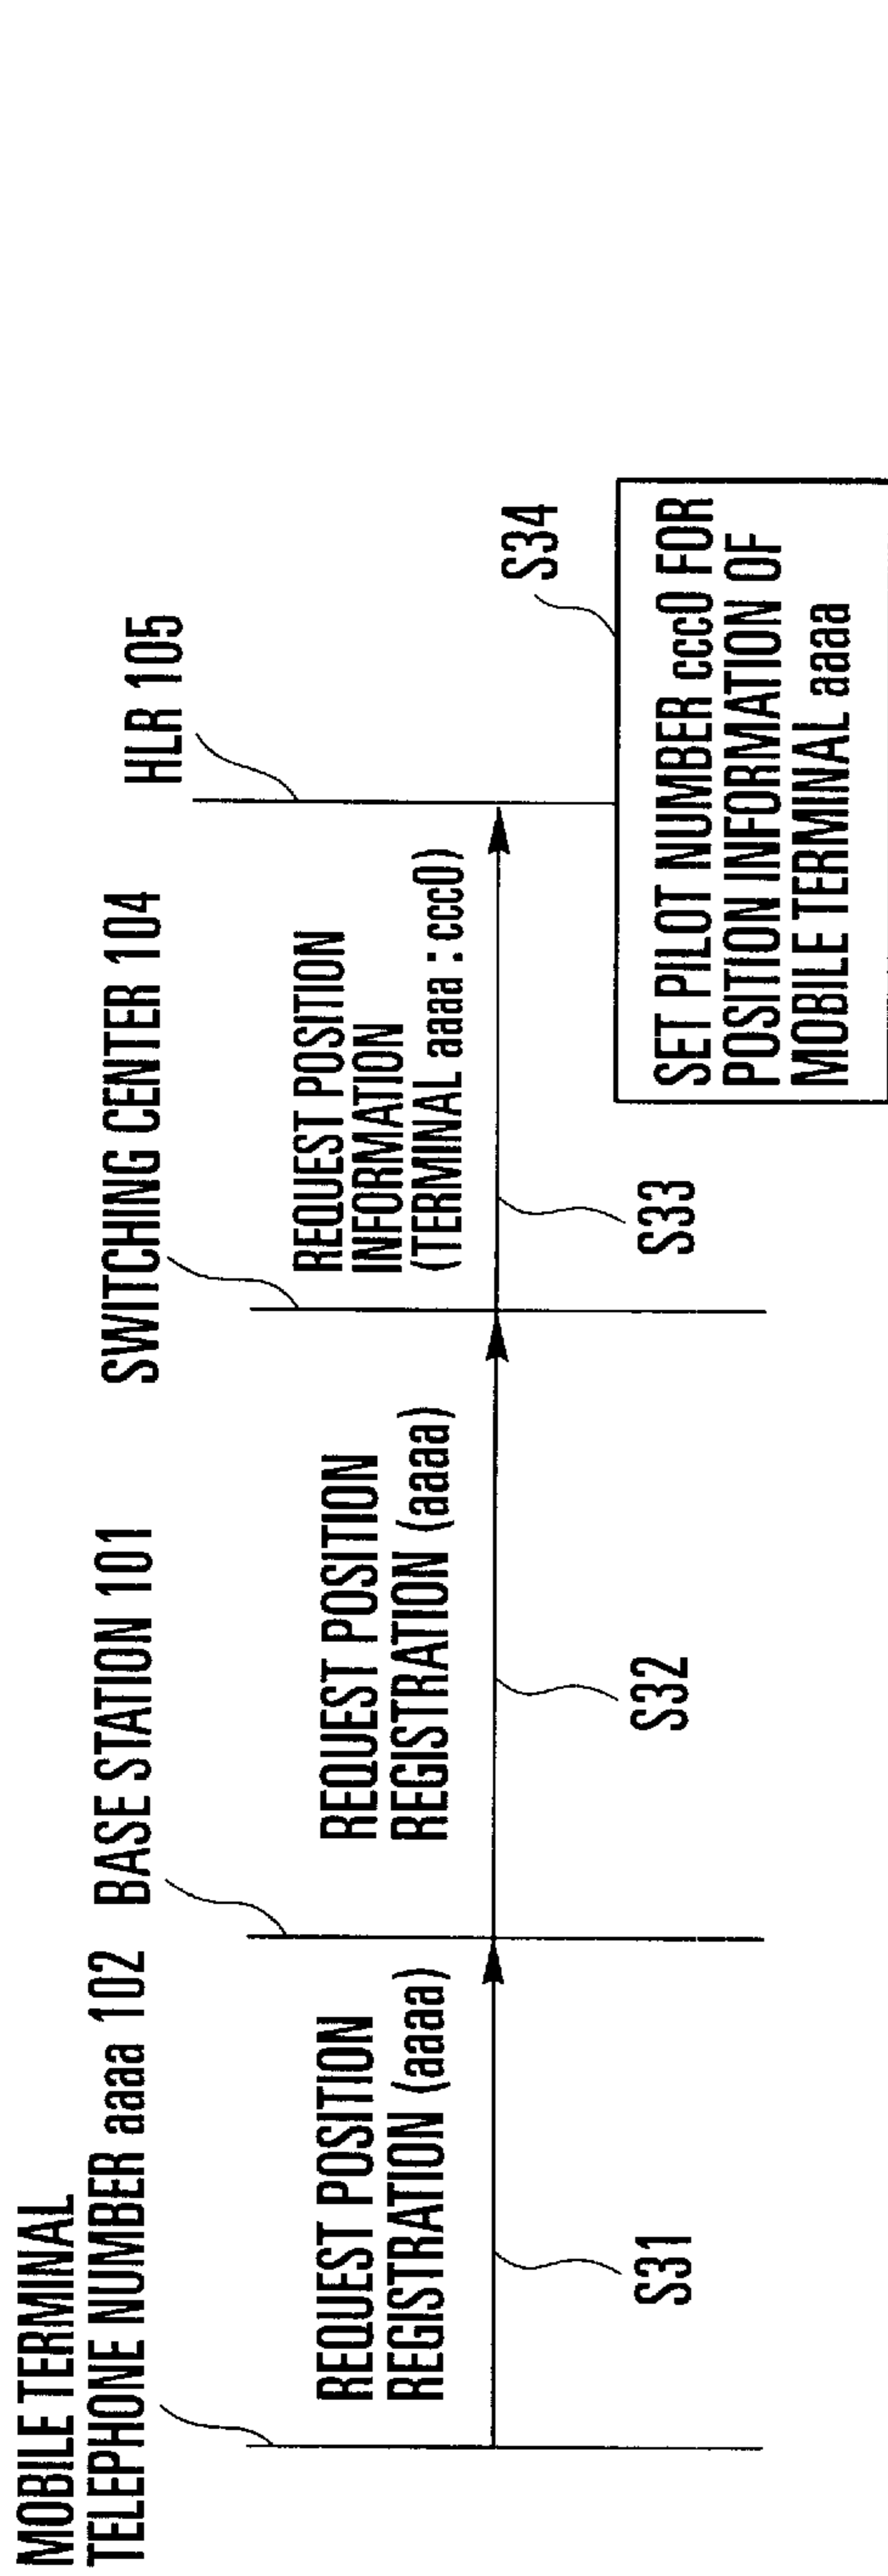 MOBILE TERMINAL
TELEPHONE NUMBER aaaa 102
BASE STATION 101
SWITCHING CENTER 104
HLR 105
REQUEST POSITION
REGISTRATION (aaaa)
S31
REQUEST POSITION
REGISTRATION (aaaa)
S32
REQUEST POSITION
INFORMATION
(TERMINAL aaaa : ccc0)
S33
S34
SET PILOT NUMBER ccc0 FOR
POSITION INFORMATION OF
MOBILE TERMINAL aaaa